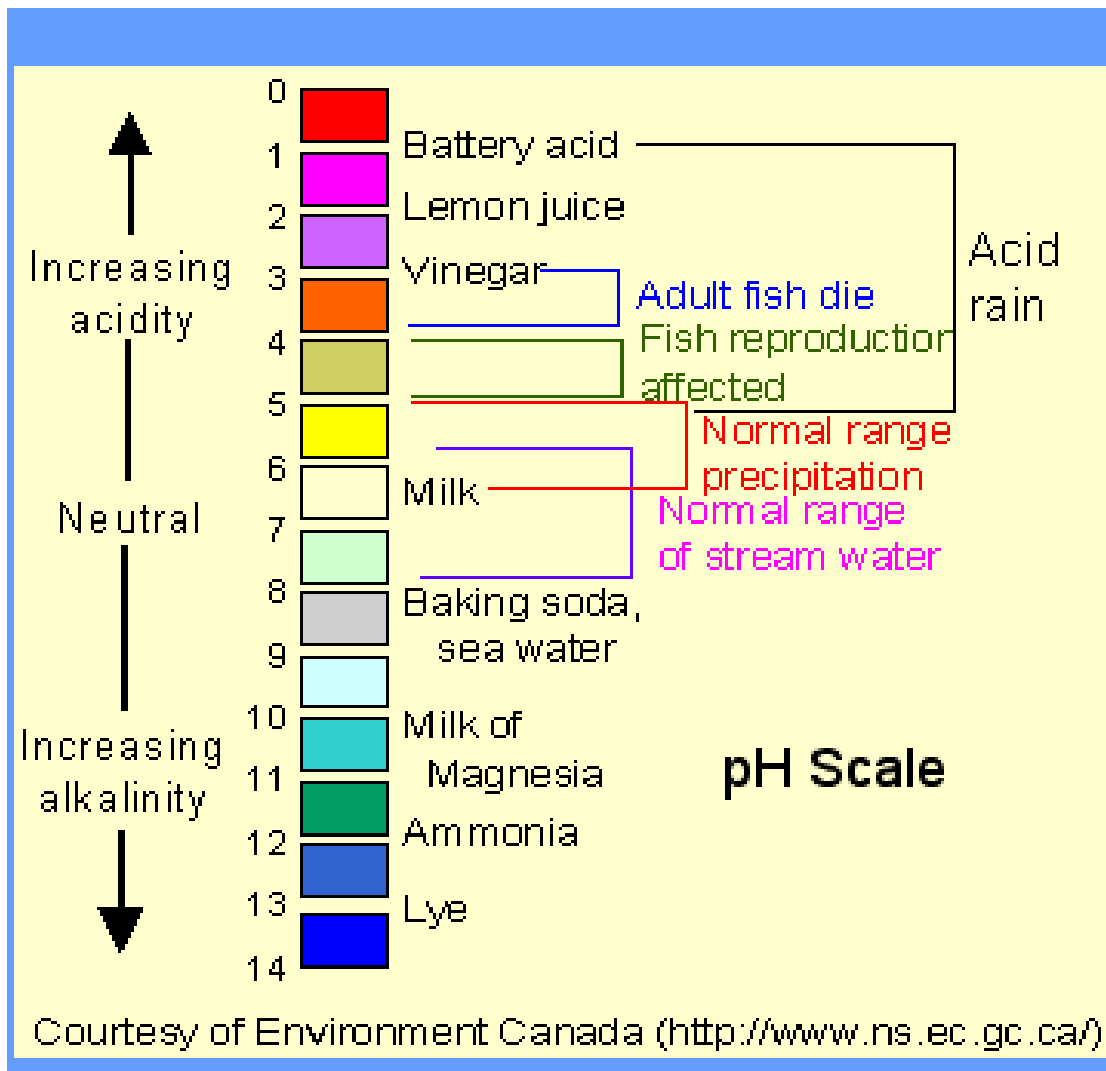 0
1
2
3
4
5
6
7
8
9
10
11
12
13
14
Increasing
acidity
Neutral
Increasing
alkalinity
Battery acid
Lemon juice
Vinegar
Adult fish die
Fish reproduction
affected
Acid
rain
Normal range
precipitation
Milk
Normal range
of stream water
Baking soda,
sea water
Milk of
Magnesia
Ammonia
Lye
pH Scale
Courtesy of Environment Canada (http://www.ns.ec.gc.ca/)